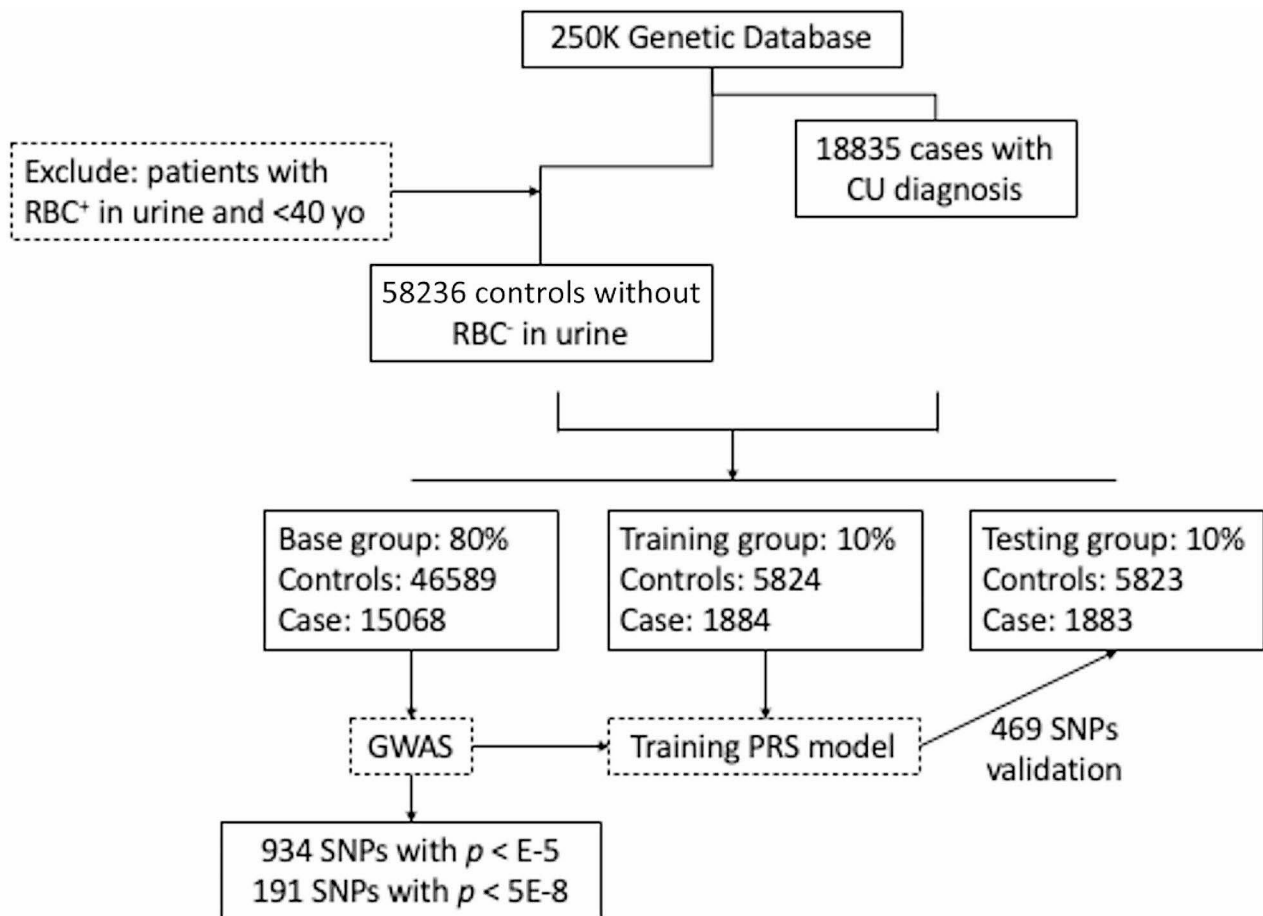 250K Genetic Database
18835 cases with
CU diagnosis
Exclude: patients with
RBC⁺ in urine and <40 yo
58236 controls without
RBC⁻ in urine
Base group: 80%
Controls: 46589
Case: 15068
Training group: 10%
Controls: 5824
Case: 1884
Testing group: 10%
Controls: 5823
Case: 1883
GWAS
Training PRS model
469 SNPs
validation
934 SNPs with p < E-5
191 SNPs with p < 5E-8